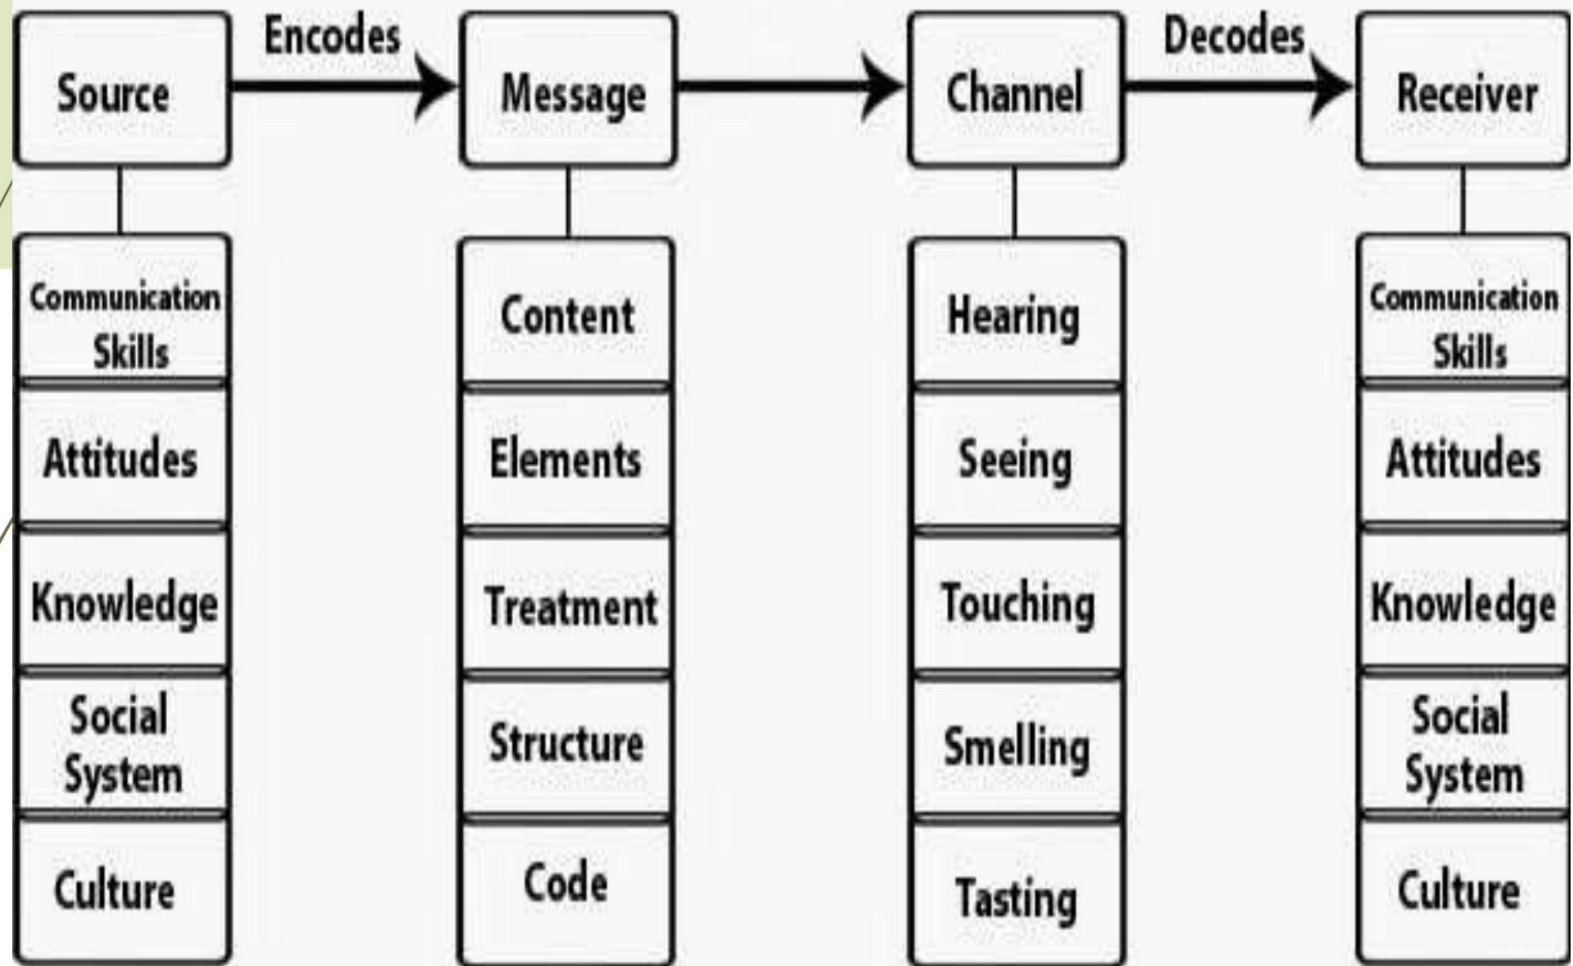 Source
Encodes
Message
Channel
Decodes
Receiver
Communication
Skills
Attitudes
Knowledge
Social
System
Culture
Content
Elements
Treatment
Structure
Code
Hearing
Seeing
Touching
Smelling
Tasting
Communication
Skills
Attitudes
Knowledge
Social
System
Culture